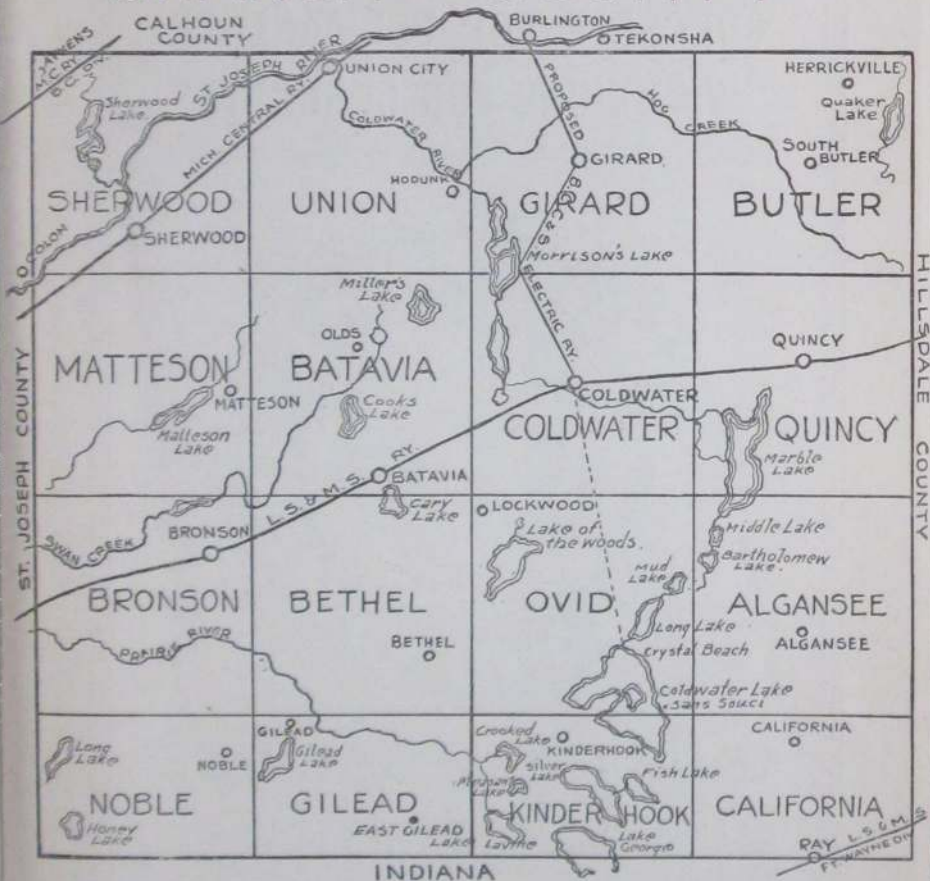 BURLINGTON
CALHOUN
COUNTY
TEKONSHA
ATHENS
M.C. RY.
B.C. DIV.
ST. JOSEPH RIVER
UNION CITY
HERRICKVILLE
Sherwood
Lake
Quaker
Lake
MICH. CENTRAL RY.
COLDWATER
RIVER
PROPOSED
HOG
CREEK
GIRARD
SOUTH
BUTLER
HODUNK
SHERWOOD
UNION
GIRARD
BUTLER
COLON
SHERWOOD
Morrison's Lake
ELECTRIC RY.
HILLSDALE COUNTY
Miller's
Lake
OLDS
QUINCY
MATTESON
BATAVIA
MATTESON
Cooks
Lake
COLDWATER
Matteson
Lake
COLDWATER
QUINCY
Marble
Lake
ST. JOSEPH COUNTY
L.S. & M.S. RY.
BATAVIA
Cary
Lake
LOCKWOOD
Lake of
the woods.
Middle Lake
SWAN CREEK
BRONSON
Bartholomew
Lake
Mud
Lake
BRONSON
BETHEL
OVID
ALGANSEE
Long Lake
ALGANSEE
PRAIRIE RIVER
BETHEL
Crystal Beach
Coldwater Lake
Sans Souci
GILEAD
Crooked
Lake
CALIFORNIA
Long
Lake
NOBLE
Gilead
Lake
KINDERHOOK
Silver
Lake
Fish Lake
Pleasant
Lake
NOBLE
GILEAD
KINDERHOOK
CALIFORNIA
Honey
Lake
EAST GILEAD
Lake
Lavine
Lake
George
RAY
L.S. & M.S.
FT. WAYNE DIV.
INDIANA